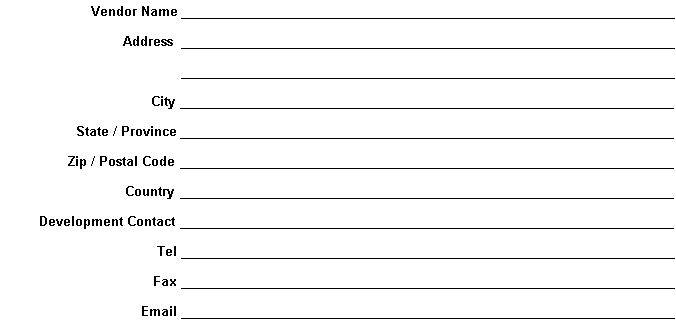 Vendor Name
Address
City
State / Province
Zip / Postal Code
Country
Development Contact
Tel
Fax
Email